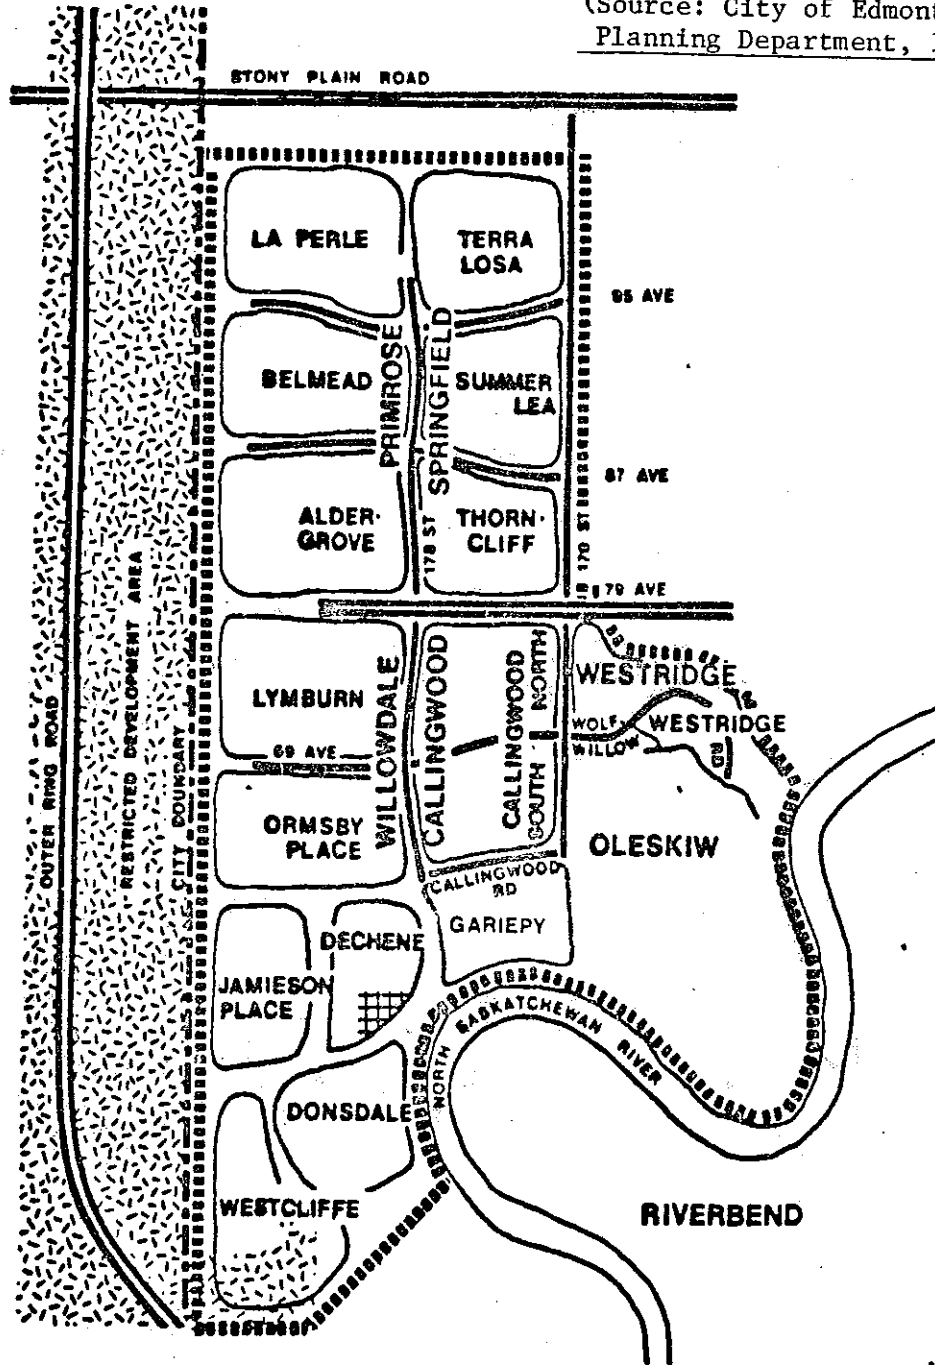 (Source: City of Edmont
Planning Department,
STONY PLAIN ROAD
LA PERLE
TERRA
LOSA
95 AVE
PRIMROSE
SPRINGFIELD
BELMEAD
SUMMER
LEA
87 AVE
ALDER-
GROVE
178 ST
THORN-
CLIFF
170 ST
79 AVE
OUTER RING ROAD
RESTRICTED DEVELOPMENT AREA
CITY BOUNDARY
LYMBURN
WILLOWDALE
CALLINGWOOD
CALLINGWOOD
SOUTH NORTH
WESTRIDGE
WOLF
WILLOW
WESTRIDGE
RD
69 AVE
ORMSBY
PLACE
OLESKIW
CALLINGWOOD
RD
GARIEPY
DECHENE
JAMIESON
PLACE
NORTH SASKATCHEWAN RIVER
DONSDALE
WESTCLIFFE
RIVERBEND